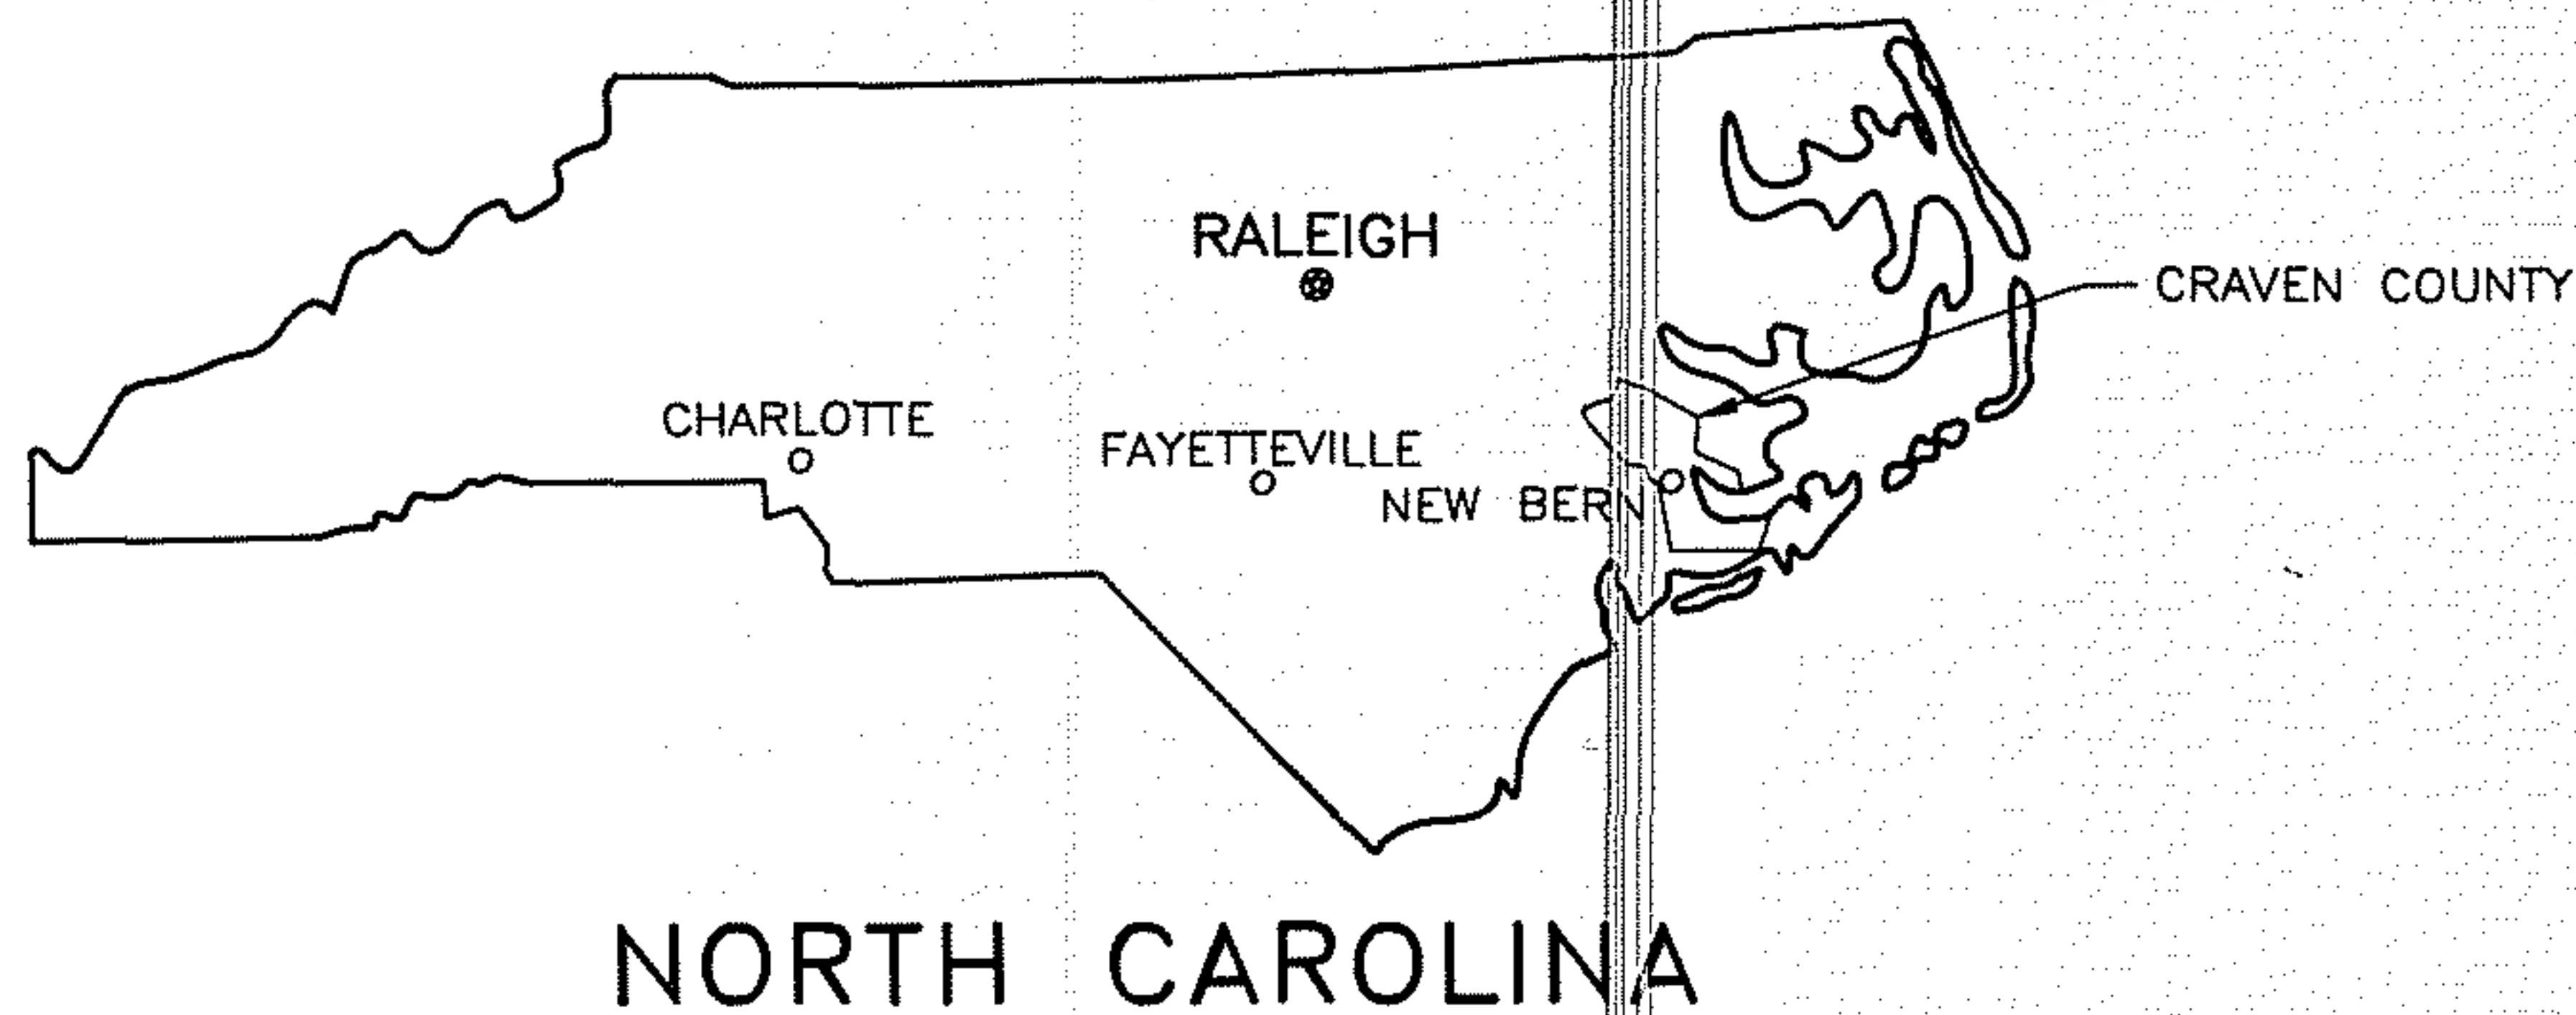 RALEIGH
CRAVEN COUNTY
CHARLOTTE
FAYETTEVILLE
NEW BERN
NORTH CAROLINA